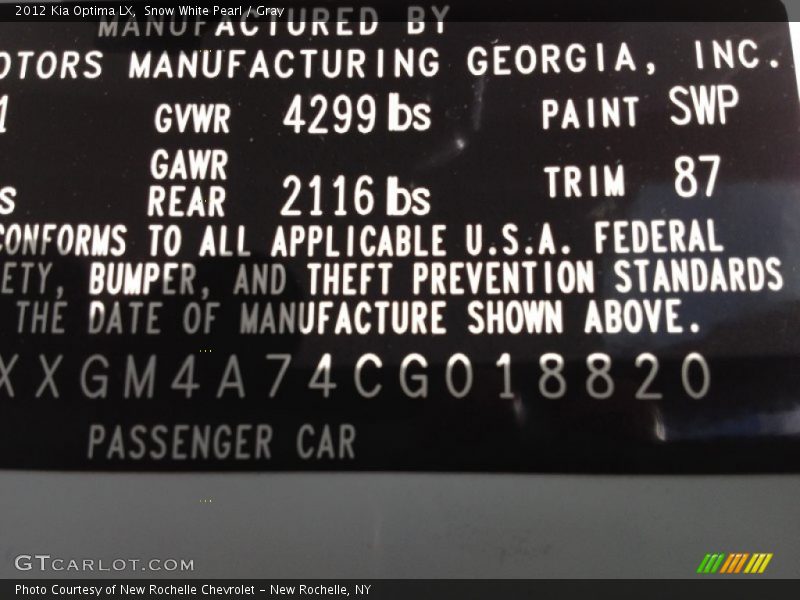 2012 Kia Optima LX, Snow White Pearl / Gray
MANUFACTURED BY
OTORS MANUFACTURING GEORGIA, INC.
1 GVWR 4299 lbs PAINT SWP
GAWR
REAR 2116 lbs TRIM 87
s
CONFORMS TO ALL APPLICABLE U.S.A. FEDERAL
ETY, BUMPER, AND THEFT PREVENTION STANDARDS
THE DATE OF MANUFACTURE SHOWN ABOVE.
XXGM4A74CG018820
PASSENGER CAR
GTCARLOT.COM
Photo Courtesy of New Rochelle Chevrolet – New Rochelle, NY